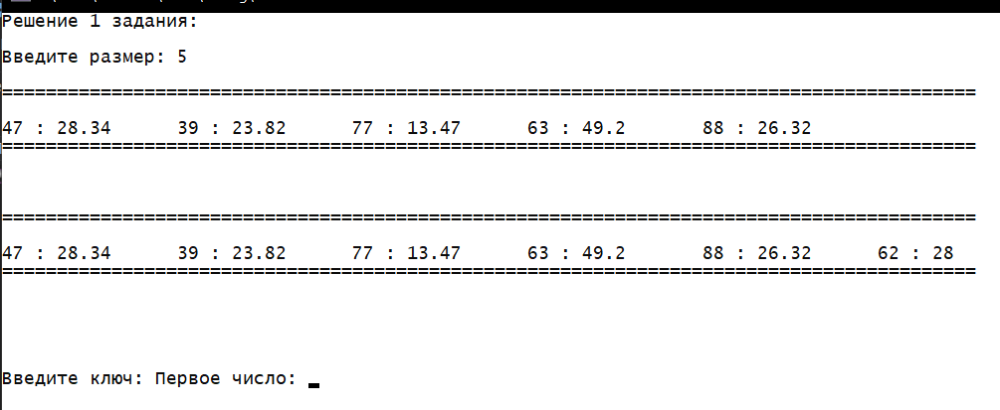 Решение 1 задания:
Введите размер: 5
=========================================================================================
47 : 28.34      39 : 23.82      77 : 13.47      63 : 49.2       88 : 26.32
=========================================================================================
=========================================================================================
47 : 28.34      39 : 23.82      77 : 13.47      63 : 49.2       88 : 26.32      62 : 28
=========================================================================================
Введите ключ: Первое число: